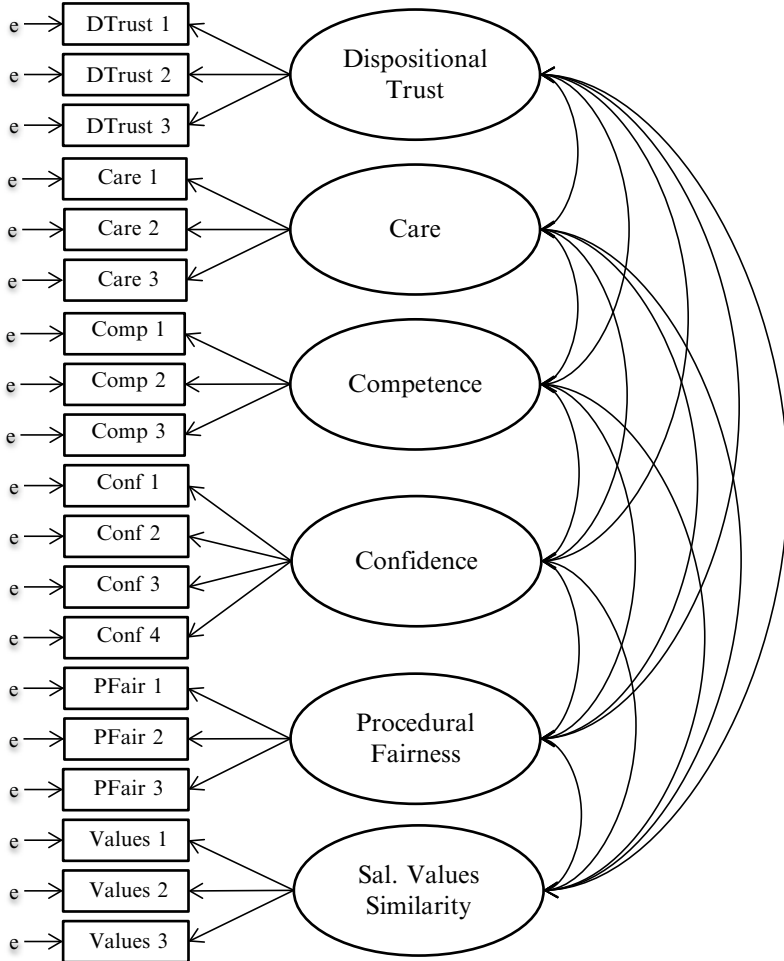 e
DTrust 1
e
DTrust 2
e
DTrust 3
Dispositional
Trust
e
Care 1
e
Care 2
e
Care 3
Care
e
Comp 1
e
Comp 2
e
Comp 3
Competence
e
Conf 1
e
Conf 2
e
Conf 3
e
Conf 4
Confidence
e
PFair 1
e
PFair 2
e
PFair 3
Procedural
Fairness
e
Values 1
e
Values 2
e
Values 3
Sal. Values
Similarity